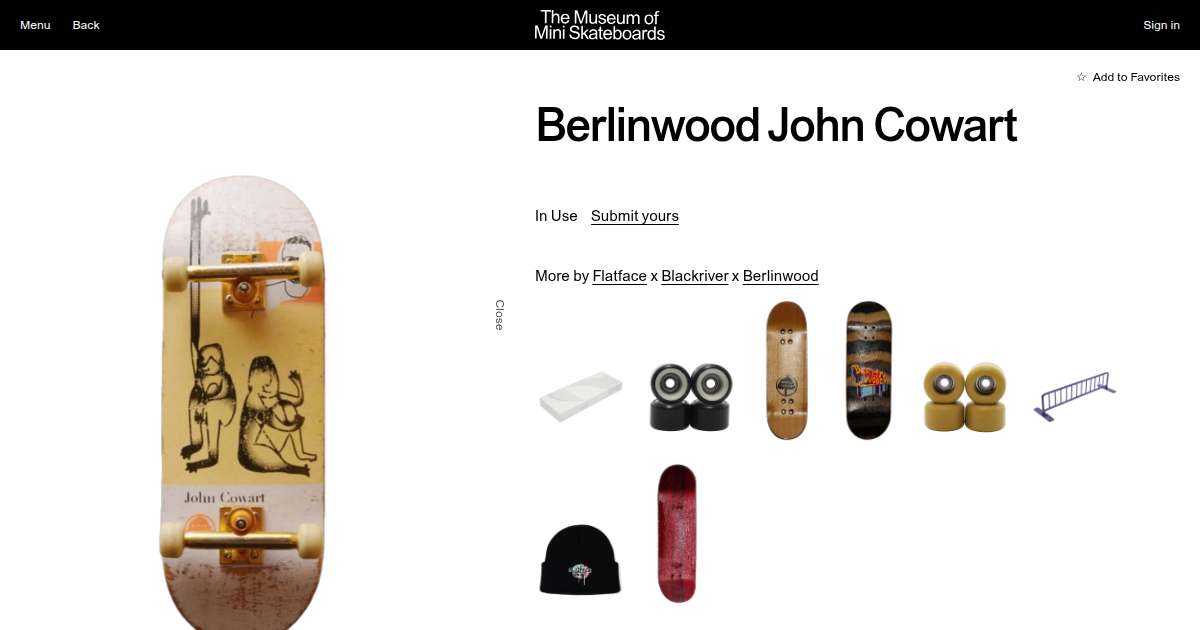 Menu
Back
The Museum of
Mini Skateboards
Sign in
☆ Add to Favorites
Berlinwood John Cowart
In Use Submit yours
More by Flatface x Blackriver x Berlinwood
Close
John Cowart